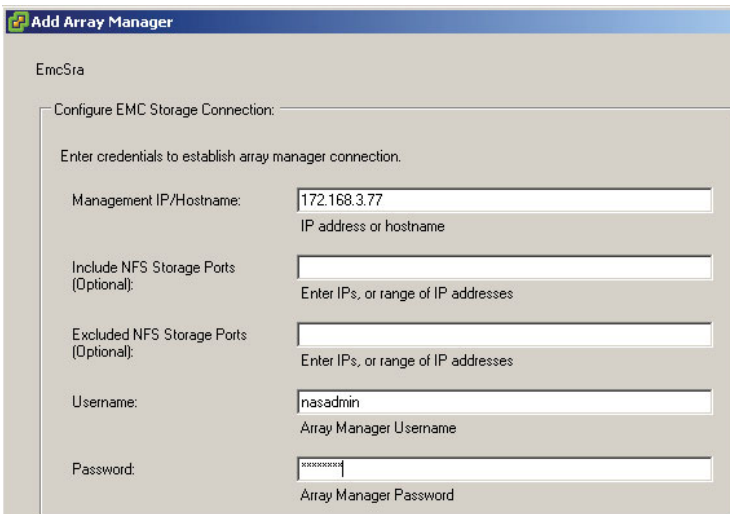 Add Array Manager
EmcSra
Configure EMC Storage Connection:
Enter credentials to establish array manager connection.
Management IP/Hostname:
172.168.3.77
IP address or hostname
Include NFS Storage Ports
(Optional):
Enter IPs, or range of IP addresses
Excluded NFS Storage Ports
(Optional):
Enter IPs, or range of IP addresses
Username:
nasadmin
Array Manager Username
Password:
********
Array Manager Password